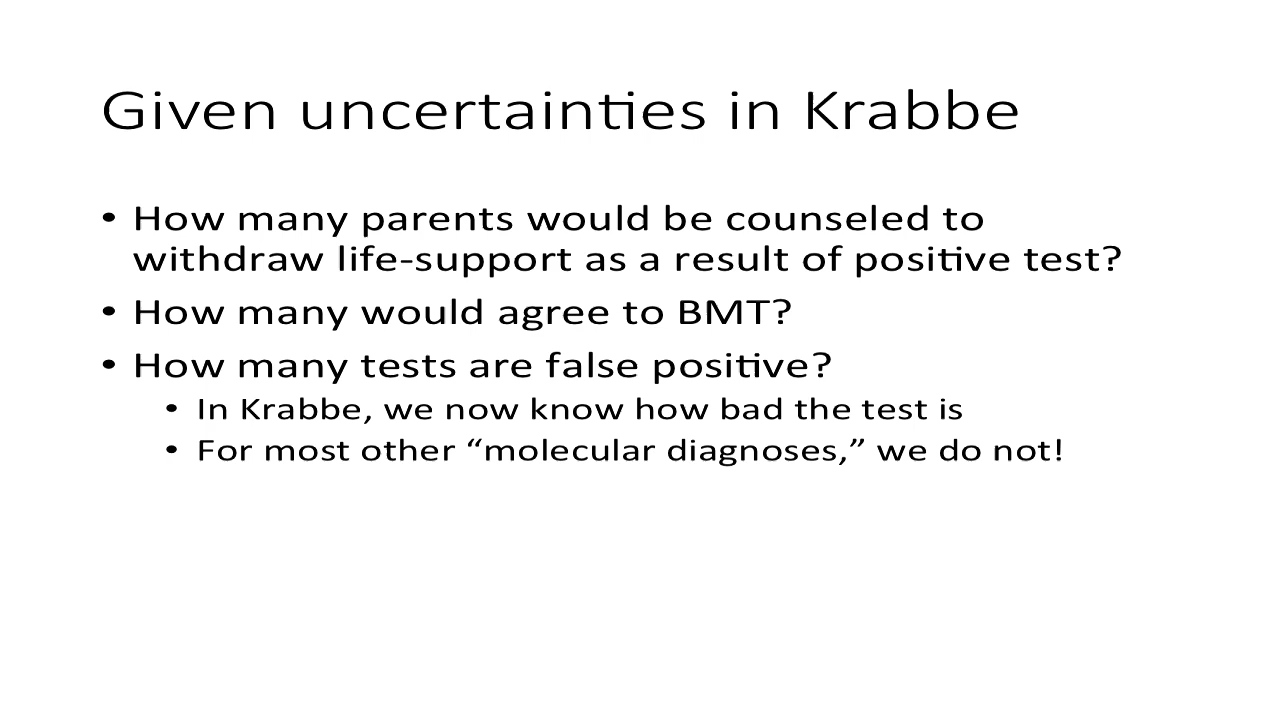 Given uncertainties in Krabbe
• How many parents would be counseled to
withdraw life-support as a result of positive test?
• How many would agree to BMT?
• How many tests are false positive?
• In Krabbe, we now know how bad the test is
• For most other “molecular diagnoses,” we do not!